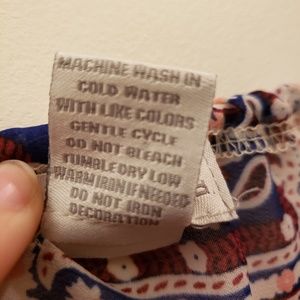 MACHINE WASH IN
COLD WATER
WITH LIKE COLORS
GENTLE CYCLE
DO NOT BLEACH
TUMBLE DRY LOW
WARM IRON IF NEEDED
DO NOT IRON
DECORATION